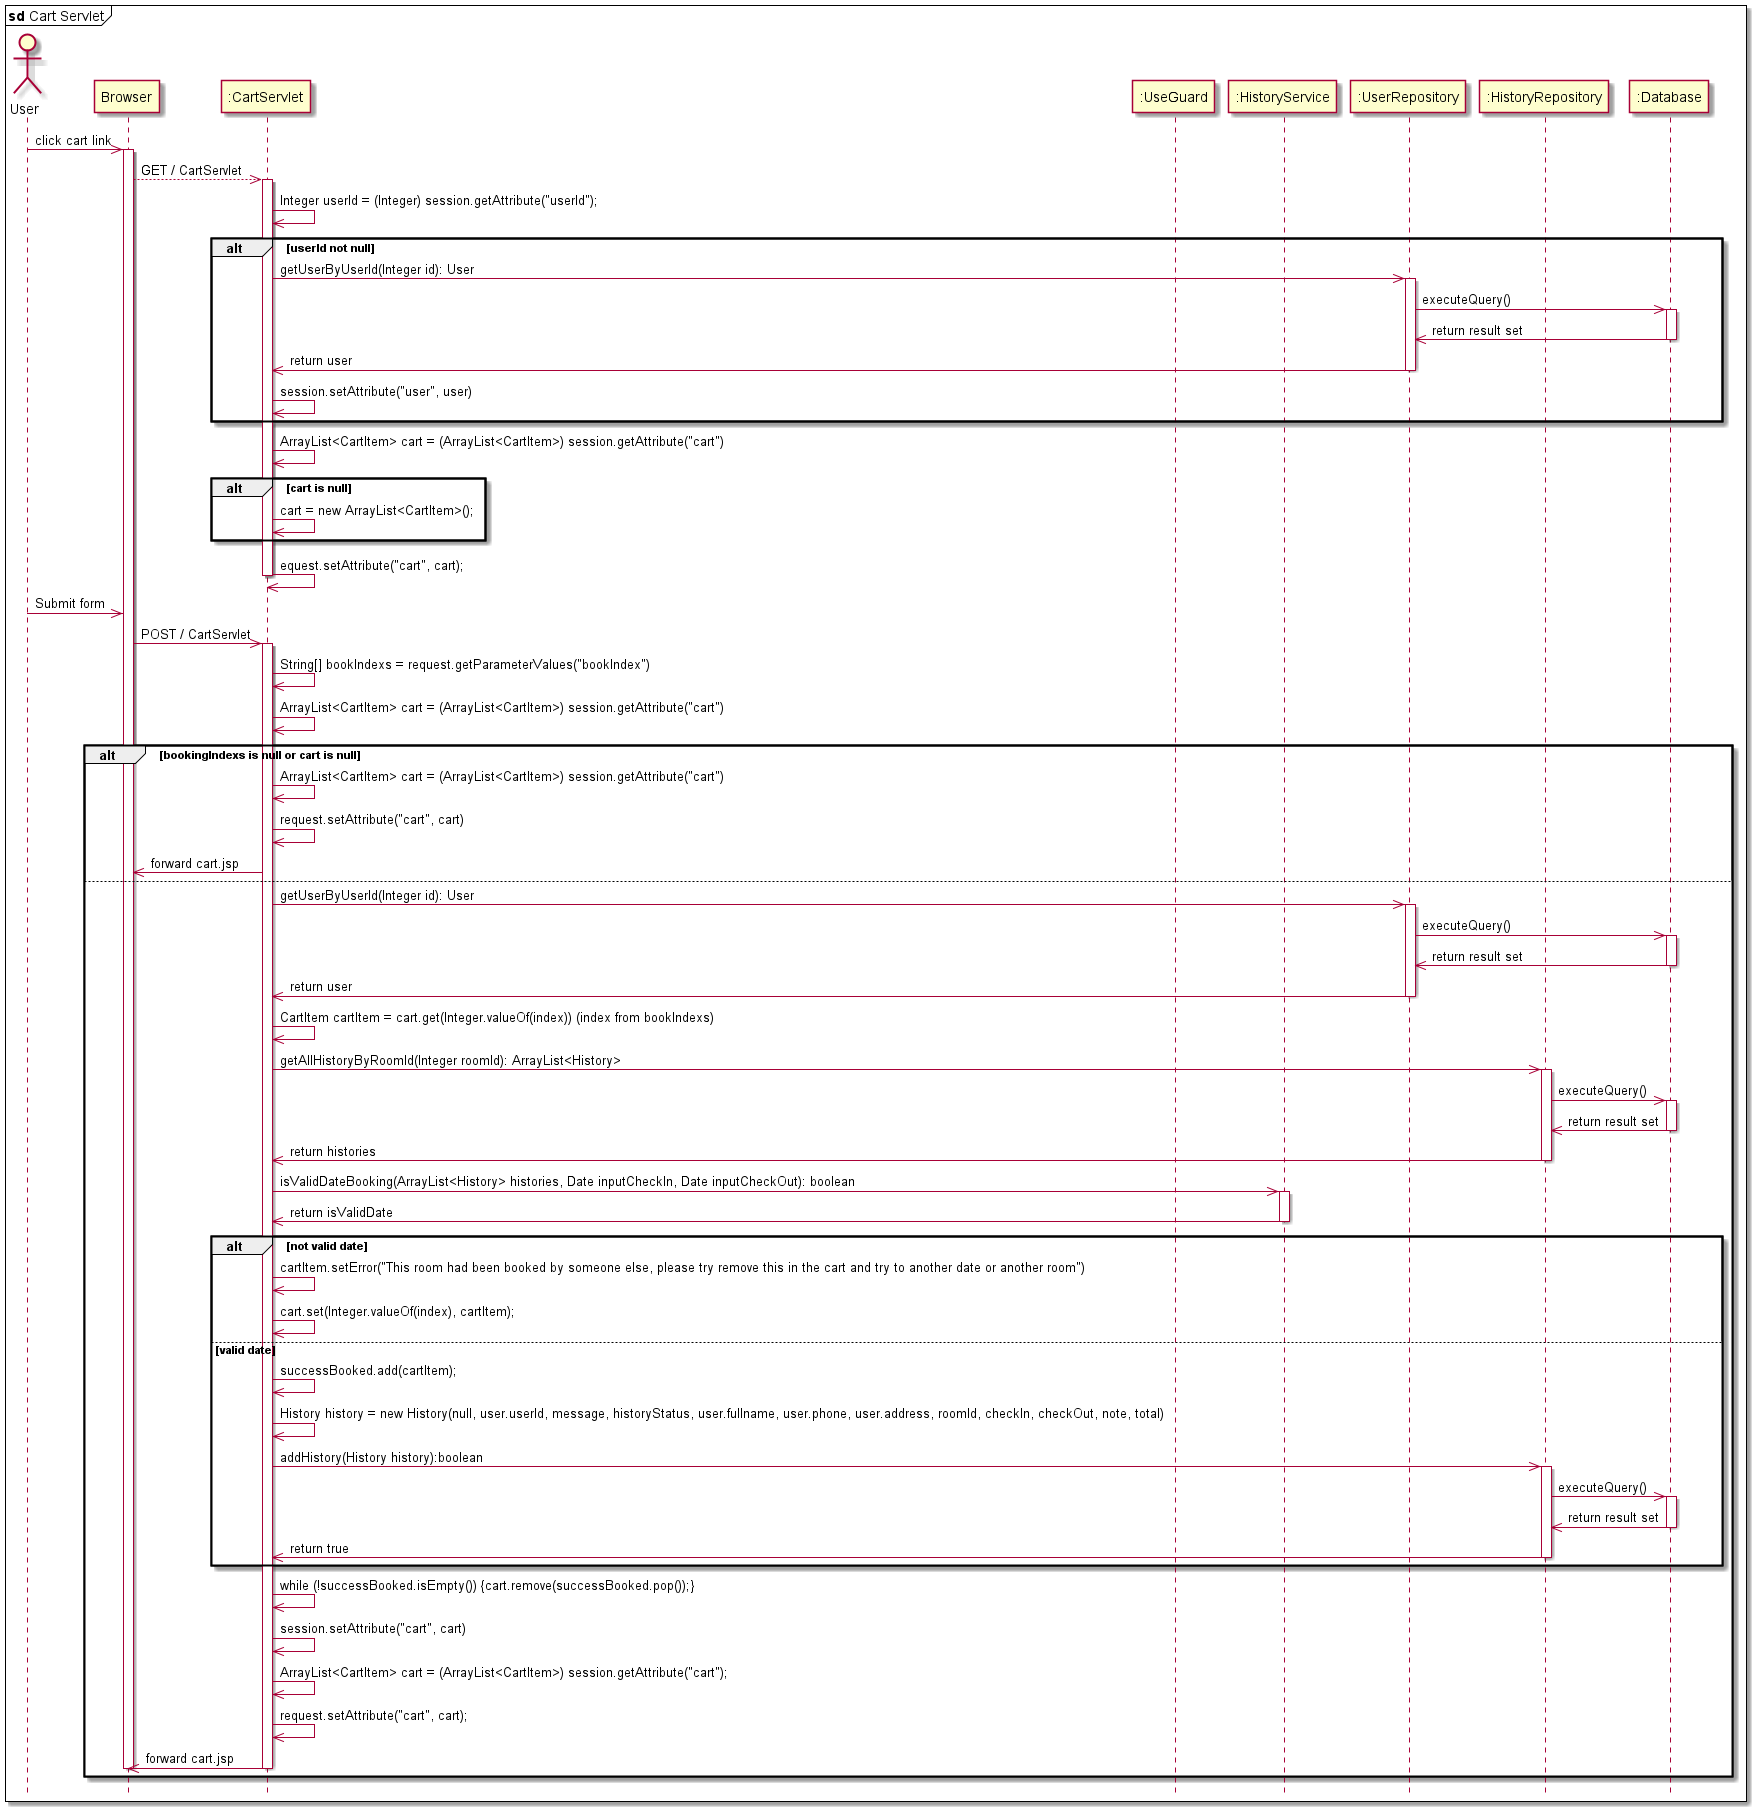 sd Cart Servlet
User
Browser
:CartServlet
:UseGuard
:HistoryService
:UserRepository
:HistoryRepository
:Database
click cart link
GET / CartServlet
Integer userId = (Integer) session.getAttribute("userId");
alt [userId not null]
getUserByUserId(Integer id): User
executeQuery()
return result set
return user
session.setAttribute("user", user)
ArrayList<CartItem> cart = (ArrayList<CartItem>) session.getAttribute("cart")
alt [cart is null]
cart = new ArrayList<CartItem>();
equest.setAttribute("cart", cart);
Submit form
POST / CartServlet
String[] bookIndexs = request.getParameterValues("bookIndex")
ArrayList<CartItem> cart = (ArrayList<CartItem>) session.getAttribute("cart")
alt [bookingIndexs is null or cart is null]
ArrayList<CartItem> cart = (ArrayList<CartItem>) session.getAttribute("cart")
request.setAttribute("cart", cart)
forward cart.jsp
getUserByUserId(Integer id): User
executeQuery()
return result set
return user
CartItem cartItem = cart.get(Integer.valueOf(index)) (index from bookIndexs)
getAllHistoryByRoomId(Integer roomId): ArrayList<History>
executeQuery()
return result set
return histories
isValidDateBooking(ArrayList<History> histories, Date inputCheckIn, Date inputCheckOut): boolean
return isValidDate
alt [not valid date]
cartItem.setError("This room had been booked by someone else, please try remove this in the cart and try to another date or another room")
cart.set(Integer.valueOf(index), cartItem);
[valid date]
successBooked.add(cartItem);
History history = new History(null, user.userId, message, historyStatus, user.fullname, user.phone, user.address, roomId, checkIn, checkOut, note, total)
addHistory(History history):boolean
executeQuery()
return result set
return true
while (!successBooked.isEmpty()) {cart.remove(successBooked.pop());}
session.setAttribute("cart", cart)
ArrayList<CartItem> cart = (ArrayList<CartItem>) session.getAttribute("cart");
request.setAttribute("cart", cart);
forward cart.jsp